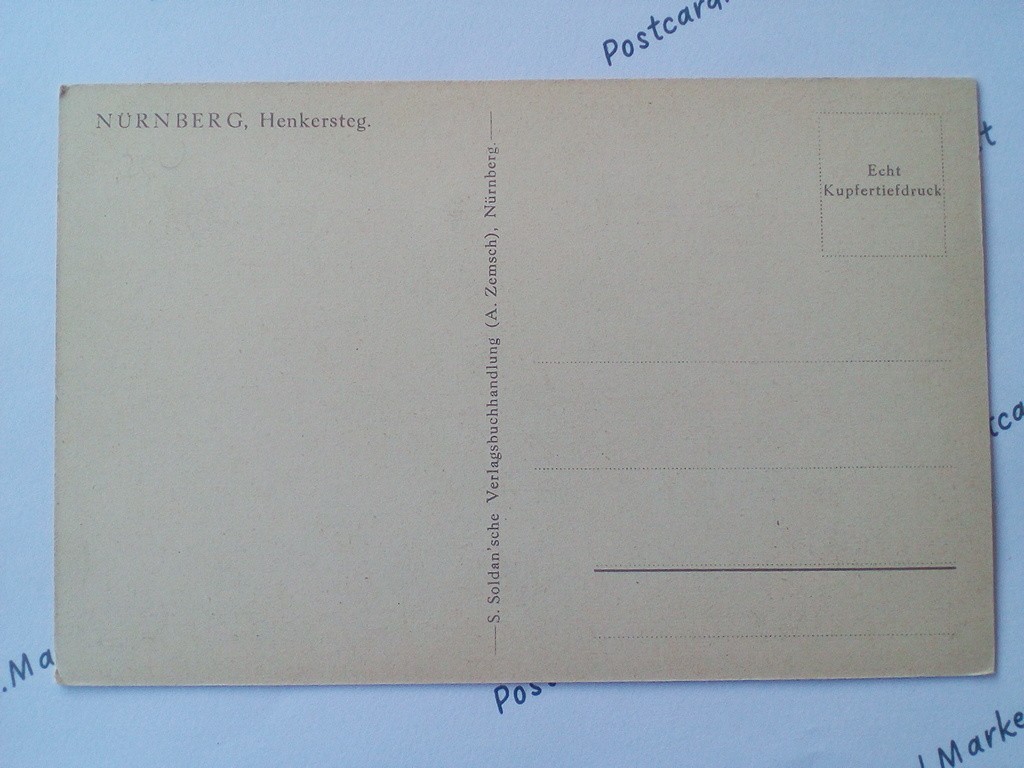 Postcard.
NÜRNBERG, Henkersteg.
Echt
Kupfertiefdruck
S. Soldan'sche Verlagsbuchhandlung (A. Zemsch), Nürnberg.